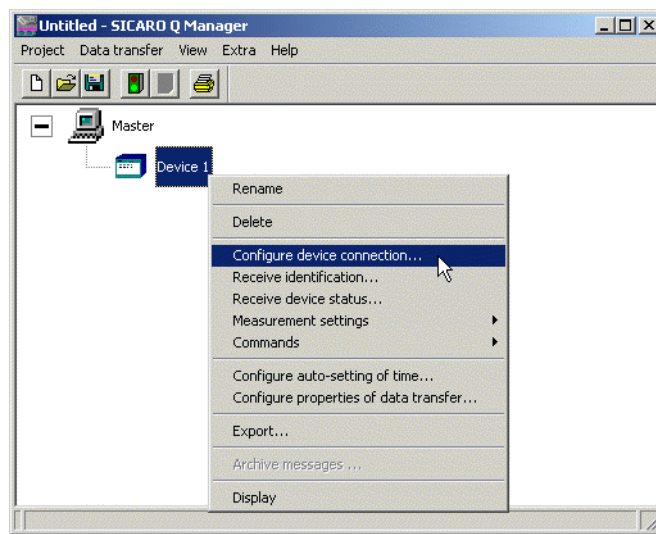 Untitled - SICARO Q Manager
Project Data transfer View Extra Help
Master
Device 1
Rename
Delete
Configure device connection...
Receive identification...
Receive device status...
Measurement settings
Commands
Configure auto-setting of time...
Configure properties of data transfer...
Export...
Archive messages ...
Display